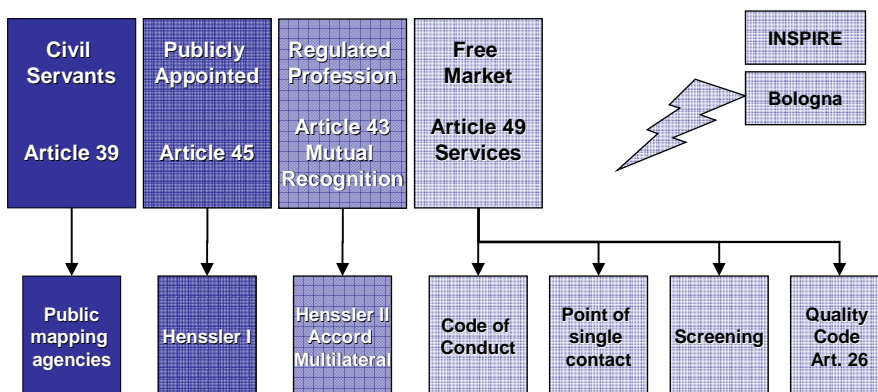 Civil
Servants
Article 39
Publicly
Appointed
Article 45
Regulated
Profession
Article 43
Mutual
Recognition
Free
Market
Article 49
Services
INSPIRE
Bologna
Public
mapping
agencies
Henssler I
Henssler II
Accord
Multilateral
Code of
Conduct
Point of
single
contact
Screening
Quality
Code
Art. 26